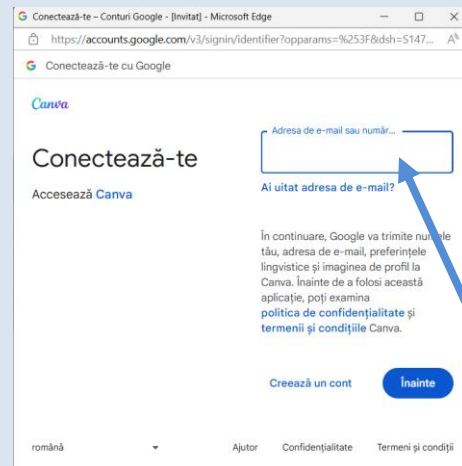 Conectează-te – Conturi Google - [Invitat] - Microsoft Edge
https://accounts.google.com/v3/signin/identifier?opparams=%253F&dsh=S147...
Conectează-te cu Google
Canva
Conectează-te
Accesează Canva
Adresa de e-mail sau număr...
Ai uitat adresa de e-mail?
În continuare, Google va trimite numele
tău, adresa de e-mail, preferințele
lingvistice și imaginea
de profil la
Canva. Înainte de a folosi această
aplicație, poți examina
politica de confidențialitate și
termenii și condițiile Canva.
Creează un cont
Înainte
română
Ajutor
Confidențialitate
Termeni și condiții